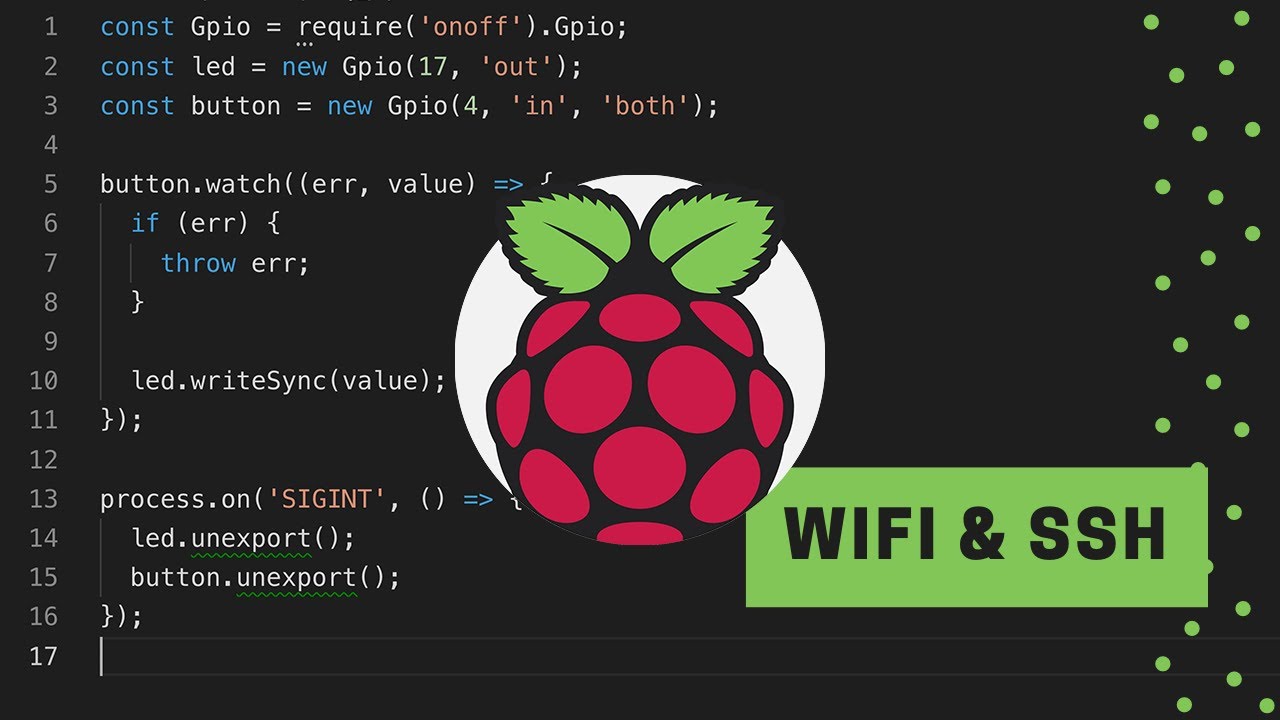 1 const Gpio = require('onoff').Gpio;
2 const led = new Gpio(17, 'out');
3 const button = new Gpio(4, 'in', 'both');
4
5 button.watch((err, value) => {
6 if (err) {
7 throw err;
8 }
9
10 led.writeSync(value);
11 });
12
13 process.on('SIGINT', () => {
14 led.unexport();
15 button.unexport();
16 });
17
WIFI & SSH